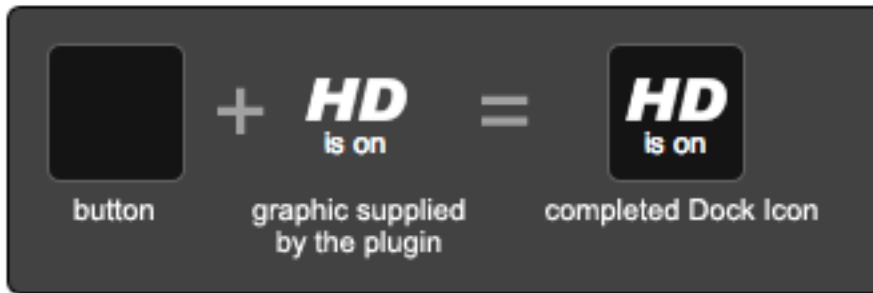 +
HD
is on
=
HD
is on
button
graphic supplied
by the plugin
completed Dock Icon